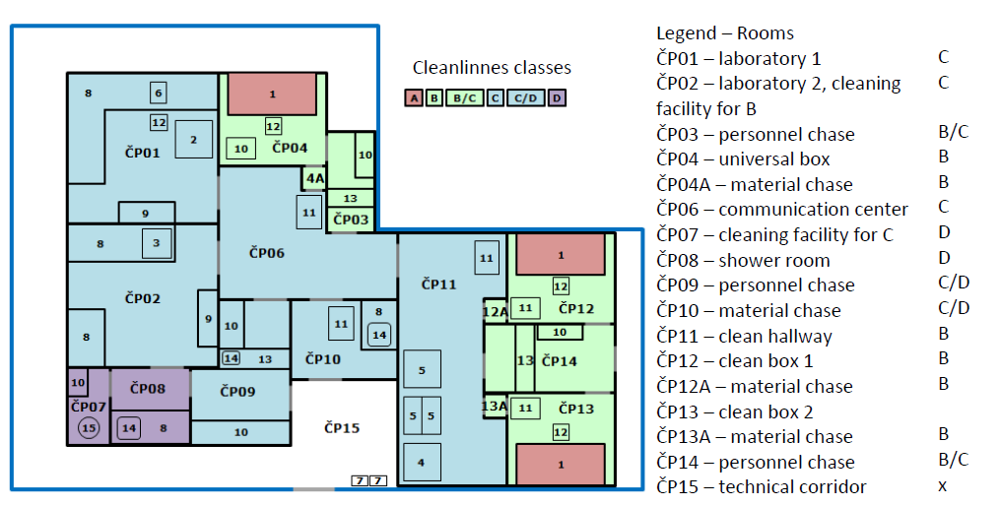 Cleanlinnes classes
A B B/C C C/D D
Legend – Rooms
ČP01 – laboratory 1 C
ČP02 – laboratory 2, cleaning C
facility for B
ČP03 – personnel chase B/C
ČP04 – universal box B
ČP04A – material chase B
ČP06 – communication center C
ČP07 – cleaning facility for C D
ČP08 – shower room D
ČP09 – personnel chase C/D
ČP10 – material chase C/D
ČP11 – clean hallway B
ČP12 – clean box 1 B
ČP12A – material chase B
ČP13 – clean box 2
ČP13A – material chase B
ČP14 – personnel chase B/C
ČP15 – technical corridor x
8
6
12
2
ČP01
9
1
12
10
ČP04
4A
10
13
ČP03
11
ČP06
8
3
ČP02
9
8
10
14
13
11
8
14
ČP10
ČP09
10
10
ČP07
15
ČP08
14
8
ČP15
7 7
11
ČP11
5
5 5
4
1
12
11
ČP12
12A
10
13
ČP14
13A
11
ČP13
12
1